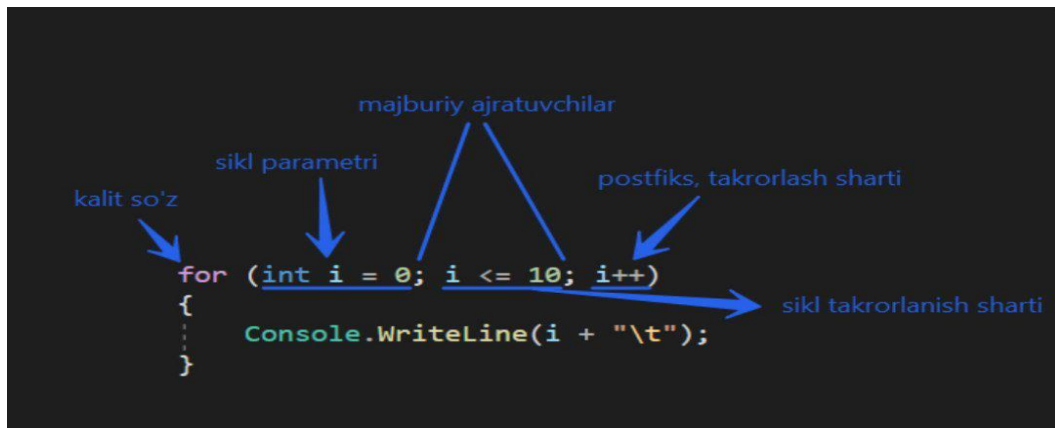 majburiy ajratuvchilar
sikl parametri
postfiks, takrorlash sharti
kalit so'z
for (int i = 0; i <= 10; i++)
{
sikl takrorlanish sharti
Console.WriteLine(i + "\t");
}